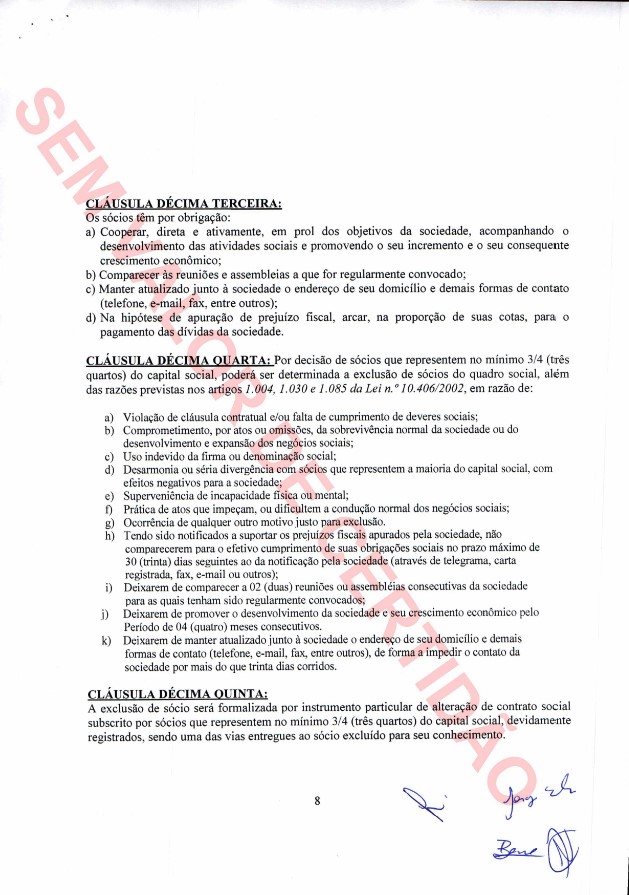 CLÁUSULA DÉCIMA TERCEIRA:
Os sócios têm por obrigação:
a) Cooperar, direta e ativamente, em prol dos objetivos da sociedade, acompanhando o
desenvolvimento das atividades sociais e promovendo o seu incremento e o seu consequente
crescimento econômico;
b) Comparecer às reuniões e assembleias a que for regularmente convocado;
c) Manter atualizado junto à sociedade o endereço de seu domicílio e demais formas de contato
(telefone, e-mail, fax, entre outros);
d) Na hipótese de apuração de prejuízo fiscal, arcar, na proporção de suas cotas, para o
pagamento das dívidas da sociedade.
CLÁUSULA DÉCIMA QUARTA: Por decisão de sócios que representem no mínimo 3/4 (três
quartos) do capital social, poderá ser determinada a exclusão de sócios do quadro social, além
das razões previstas nos artigos 1.004, 1.030 e 1.085 da Lei n.º 10.406/2002, em razão de:
a) Violação de cláusula contratual e/ou falta de cumprimento de deveres sociais;
b) Comprometimento, por atos ou omissões, da sobrevivência normal da sociedade ou do
desenvolvimento e expansão dos negócios sociais;
c) Uso indevido da firma ou denominação social;
d) Desarmonia ou séria divergência com sócios que representem a maioria do capital social, com
efeitos negativos para a sociedade;
e) Superveniência de incapacidade física ou mental;
f) Prática de atos que impeçam, ou dificultem a condução normal dos negócios sociais;
g) Ocorrência de qualquer outro motivo justo para exclusão.
h) Tendo sido notificados a suportar os prejuízos fiscais apurados pela sociedade, não
comparecerem para o efetivo cumprimento de suas obrigações sociais no prazo máximo de
30 (trinta) dias seguintes ao da notificação pela sociedade (através de telegrama, carta
registrada, fax, e-mail ou outros);
i) Deixarem de comparecer a 02 (duas) reuniões ou assembléias consecutivas da sociedade
para as quais tenham sido regularmente convocados;
j) Deixarem de promover o desenvolvimento da sociedade e seu crescimento econômico pelo
Período de 04 (quatro) meses consecutivos.
k) Deixarem de manter atualizado junto à sociedade o endereço de seu domicílio e demais
formas de contato (telefone, e-mail, fax, entre outros), de forma a impedir o contato da
sociedade por mais do que trinta dias corridos.
CLÁUSULA DÉCIMA QUINTA:
A exclusão de sócio será formalizada por instrumento particular de alteração de contrato social
subscrito por sócios que representem no mínimo 3/4 (três quartos) do capital social, devidamente
registrados, sendo uma das vias entregues ao sócio excluído para seu conhecimento.
8
SEM VALOR DE CERTIDÃO